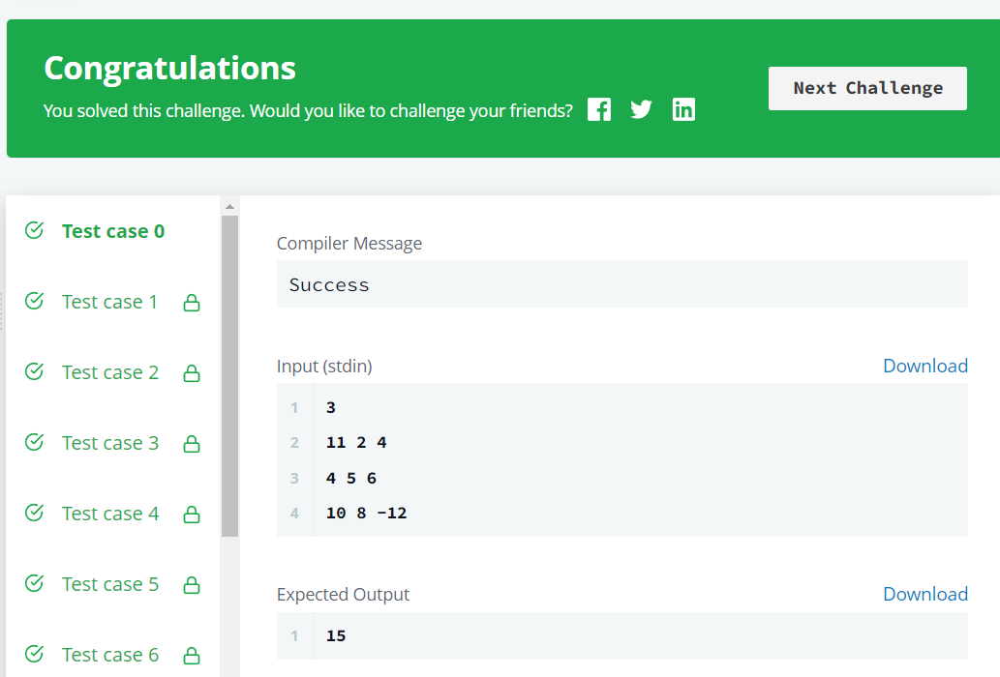 Congratulations
You solved this challenge. Would you like to challenge your friends?
Next Challenge
Test case 0
Test case 1
Test case 2
Test case 3
Test case 4
Test case 5
Test case 6
Compiler Message
Success
Input (stdin)
Download
1 3
2 11 2 4
3 4 5 6
4 10 8 -12
Expected Output
Download
1 15